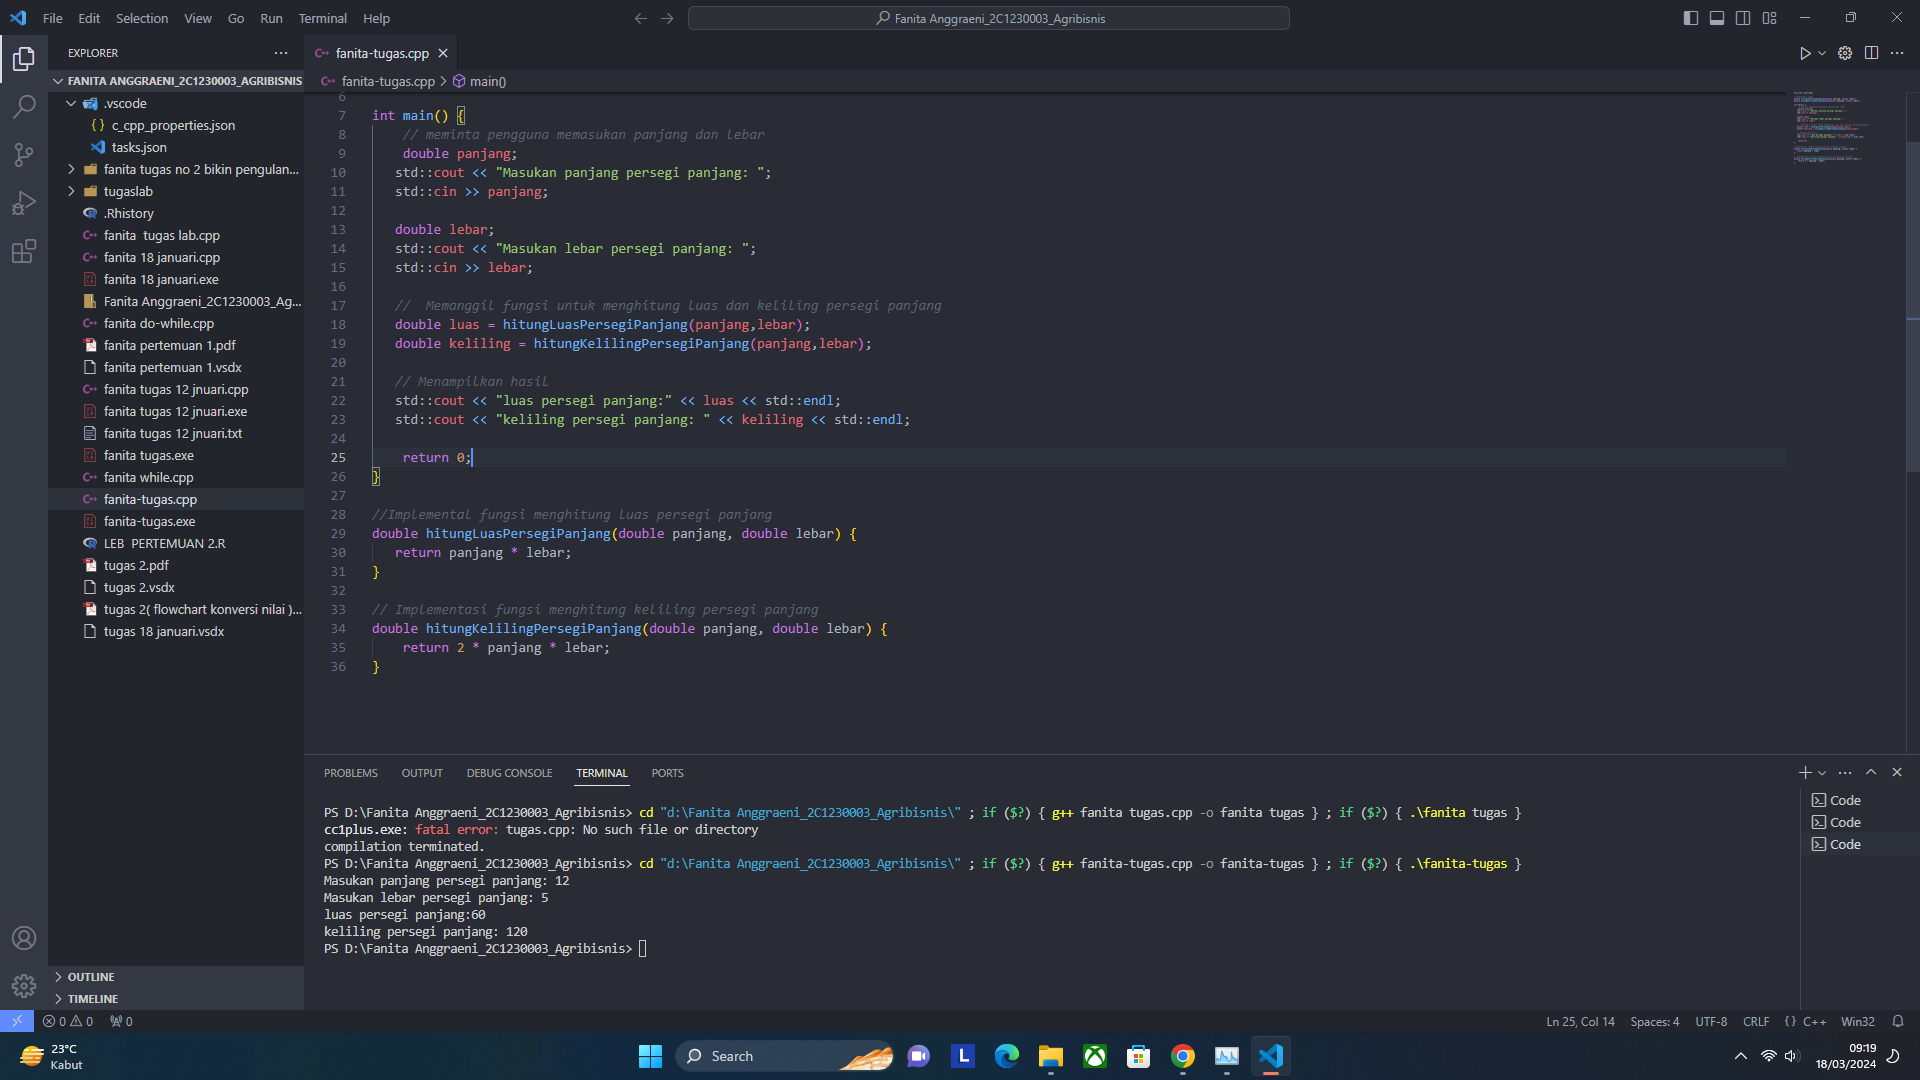 File Edit Selection View Go Run Terminal Help
Fanita Anggraeni_2C1230003_Agribisnis
EXPLORER
FANITA ANGGRAENI_2C1230003_AGRIBISNIS
.vscode
{ } c_cpp_properties.json
tasks.json
fanita tugas no 2 bikin pengulan...
tugaslab
.Rhistory
fanita  tugas lab.cpp
fanita 18 januari.cpp
fanita 18 januari.exe
Fanita Anggraeni_2C1230003_Ag...
fanita do-while.cpp
fanita pertemuan 1.pdf
fanita pertemuan 1.vsdx
fanita tugas 12 jnuari.cpp
fanita tugas 12 jnuari.exe
fanita tugas 12 jnuari.txt
fanita tugas.exe
fanita while.cpp
fanita-tugas.cpp
fanita-tugas.exe
LEB  PERTEMUAN 2.R
tugas 2.pdf
tugas 2.vsdx
tugas 2( flowchart konversi nilai )...
tugas 18 januari.vsdx
OUTLINE
TIMELINE
fanita-tugas.cpp
fanita-tugas.cpp > main()
6
7 int main() {
8 // meminta pengguna memasukan panjang dan Lebar
9 double panjang;
10 std::cout << "Masukan panjang persegi panjang: ";
11 std::cin >> panjang;
12
13 double lebar;
14 std::cout << "Masukan lebar persegi panjang: ";
15 std::cin >> lebar;
16
17 //  Memanggil fungsi untuk menghitung luas dan keliling persegi panjang
18 double luas = hitungLuasPersegiPanjang(panjang,lebar);
19 double keliling = hitungKelilingPersegiPanjang(panjang,lebar);
20
21 // Menampilkan hasil
22 std::cout << "luas persegi panjang:" << luas << std::endl;
23 std::cout << "keliling persegi panjang: " << keliling << std::endl;
24
25 return 0;
26 }
27
28 //Implemental fungsi menghitung luas persegi panjang
29 double hitungLuasPersegiPanjang(double panjang, double lebar) {
30 return panjang * lebar;
31 }
32
33 // Implementasi fungsi menghitung keliling persegi panjang
34 double hitungKelilingPersegiPanjang(double panjang, double lebar) {
35 return 2 * panjang * lebar;
36 }
PROBLEMS OUTPUT DEBUG CONSOLE TERMINAL PORTS
PS D:\Fanita Anggraeni_2C1230003_Agribisnis> cd "d:\Fanita Anggraeni_2C1230003_Agribisnis\" ; if ($?) { g++ fanita tugas.cpp -o fanita tugas } ; if ($?) { .\fanita tugas }
cc1plus.exe: fatal error: tugas.cpp: No such file or directory
compilation terminated.
PS D:\Fanita Anggraeni_2C1230003_Agribisnis> cd "d:\Fanita Anggraeni_2C1230003_Agribisnis\" ; if ($?) { g++ fanita-tugas.cpp -o fanita-tugas } ; if ($?) { .\fanita-tugas }
Masukan panjang persegi panjang: 12
Masukan lebar persegi panjang: 5
luas persegi panjang:60
keliling persegi panjang: 120
PS D:\Fanita Anggraeni_2C1230003_Agribisnis>
Code
Code
Code
0 0 0
Ln 25, Col 14 Spaces: 4 UTF-8 CRLF { } C++ Win32
23°C
Kabut
Search
L
09:19
18/03/2024